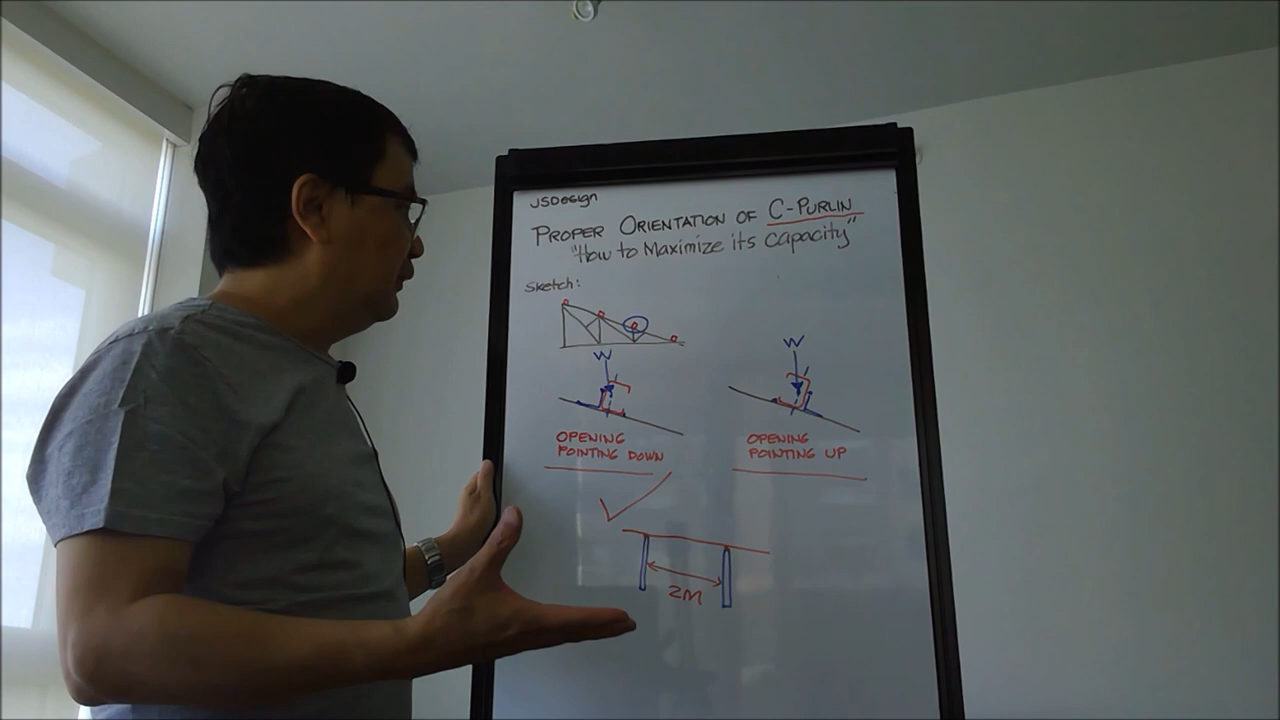 JSDesign
PROPER ORIENTATION OF C-PURLIN
"How to Maximize its Capacity"
Sketch:
W
W
OPENING
POINTING DOWN
OPENING
POINTING UP
2M